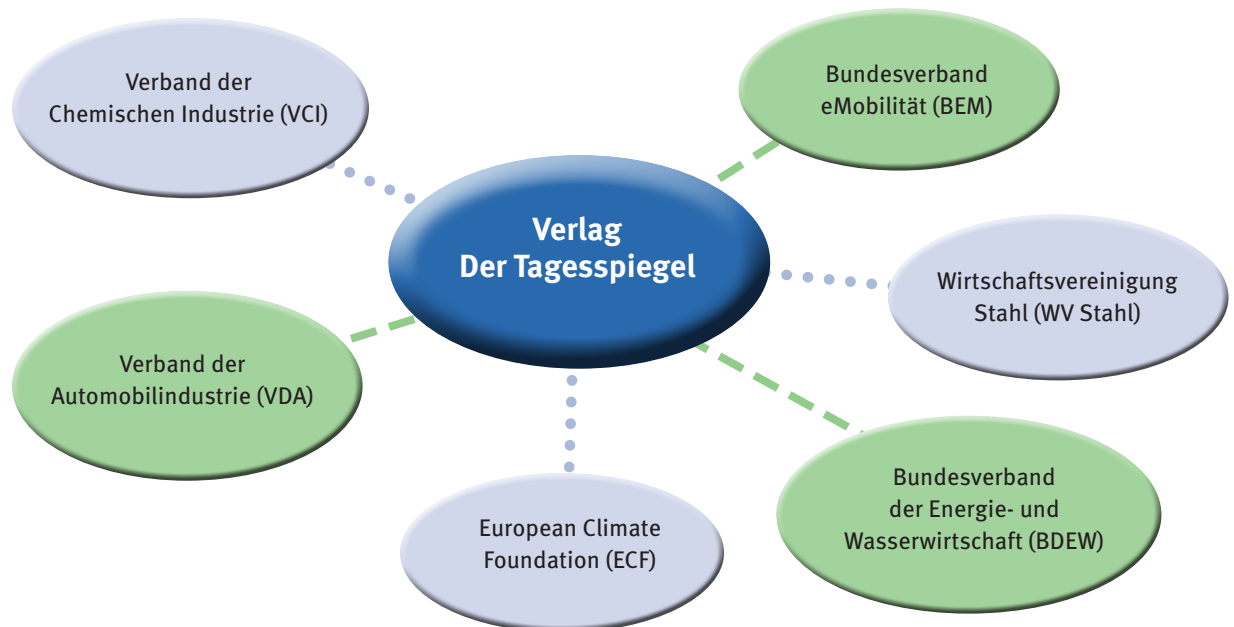 Verband der
Chemischen Industrie (VCI)
Bundesverband
eMobilität (BEM)
Verlag
Der Tagesspiegel
Wirtschaftsvereinigung
Stahl (WV Stahl)
Verband der
Automobilindustrie (VDA)
Bundesverband
der Energie- und
Wasserwirtschaft (BDEW)
European Climate
Foundation (ECF)